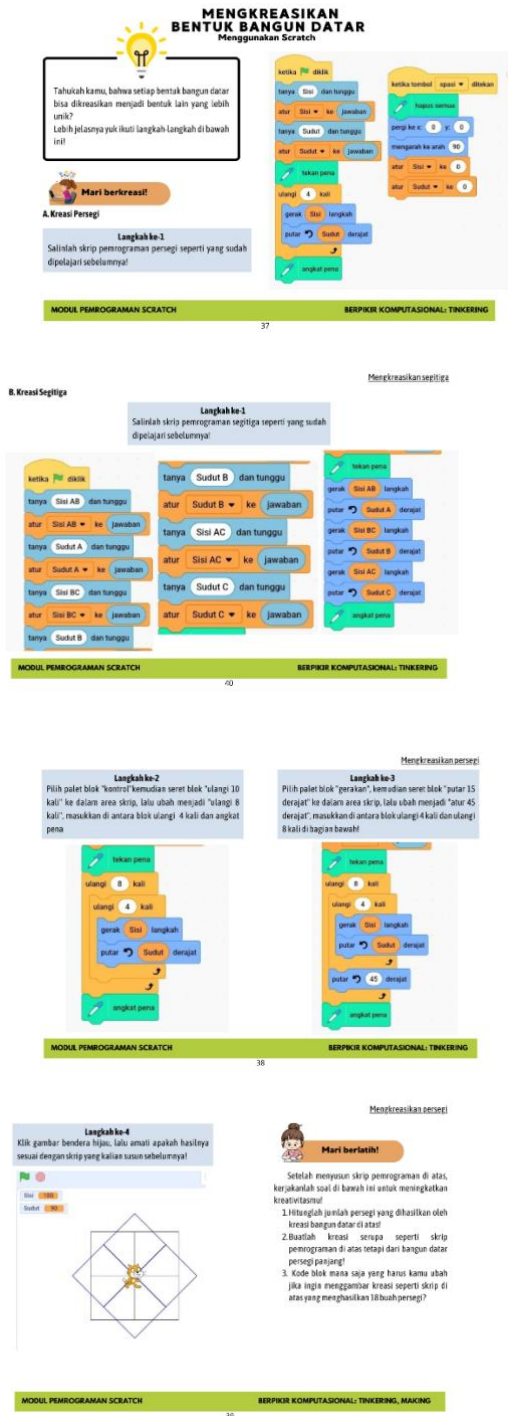 MENGKREASIKAN
BENTUK BANGUN DATAR
Menggunakan Scratch
Tahukah kamu, bahwa setiap bentuk bangun datar
bisa dikreasikan menjadi bentuk lain yang lebih
unik?
Lebih jelasnya yuk ikuti langkah-langkah di bawah
ini!
Mari berkreasi!
A. Kreasi Persegi
Langkah ke-1
Salinlah skrip pemrograman persegi seperti yang sudah
dipelajari sebelumnya!
ketika diklik
tanya Sisi dan tunggu
atur Sisi ke jawaban
tanya Sudut dan tunggu
atur Sudut ke jawaban
tekan pena
ulangi 4 kali
gerak Sisi langkah
putar Sudut derajat
angkat pena
ketika tombol spasi ditekan
hapus semua
pergi ke x: 0 y: 0
mengarah ke arah 90
atur Sisi ke 0
atur Sudut ke 0
MODUL PEMROGRAMAN SCRATCH
BERPIKIR KOMPUTASIONAL: TINKERING
37
Mengkreasikan segitiga
B. Kreasi Segitiga
Langkah ke-1
Salinlah skrip pemrograman segitiga seperti yang sudah
dipelajari sebelumnya!
ketika diklik
tanya Sisi AB dan tunggu
atur Sisi AB ke jawaban
tanya Sudut A dan tunggu
atur Sudut A ke jawaban
tanya Sisi BC dan tunggu
atur Sisi BC ke jawaban
tanya Sudut B dan tunggu
tanya Sudut B dan tunggu
atur Sudut B ke jawaban
tanya Sisi AC dan tunggu
atur Sisi AC ke jawaban
tanya Sudut C dan tunggu
atur Sudut C ke jawaban
tekan pena
gerak Sisi AB langkah
putar Sudut A derajat
gerak Sisi BC langkah
putar Sudut B derajat
gerak Sisi AC langkah
putar Sudut C derajat
angkat pena
MODUL PEMROGRAMAN SCRATCH
BERPIKIR KOMPUTASIONAL: TINKERING
40
Mengkreasikan persegi
Langkah ke-2
Pilih palet blok "kontrol"kemudian seret blok "ulangi 10
kali" ke dalam area skrip, lalu ubah menjadi "ulangi 8
kali", masukkan di antara blok ulangi 4 kali dan angkat
pena
tekan pena
ulangi 8 kali
ulangi 4 kali
gerak Sisi langkah
putar Sudut derajat
angkat pena
Langkah ke-3
Pilih palet blok "gerakan", kemudian seret blok "putar 15
derajat" ke dalam area skrip, lalu ubah menjadi "atur 45
derajat", masukkan di antara blok ulangi 4 kali dan ulangi
8 kali di bagian bawah!
tekan pena
ulangi 8 kali
ulangi 4 kali
gerak Sisi langkah
putar Sudut derajat
putar 45 derajat
angkat pena
MODUL PEMROGRAMAN SCRATCH
BERPIKIR KOMPUTASIONAL: TINKERING
38
Mengkreasikan persegi
Langkah ke-4
Klik gambar bendera hijau, lalu amati apakah hasilnya
sesuai dengan skrip yang kalian susun sebelumnya!
Sisi 100
Sudut 90
Mari berlatih!
Setelah menyusun skrip pemrograman di atas,
kerjakanlah soal di bawah ini untuk meningkatkan
kreativitasmu!
1. Hitunglah jumlah persegi yang dihasilkan oleh
kreasi bangun datar di atas!
2. Buatlah kreasi serupa seperti skrip
pemrograman di atas tetapi dari bangun datar
persegi panjang!
3. Kode blok mana saja yang harus kamu ubah
jika ingin menggambar kreasi seperti skrip di
atas yang menghasilkan 18 buah persegi?
MODUL PEMROGRAMAN SCRATCH
BERPIKIR KOMPUTASIONAL: TINKERING, MAKING